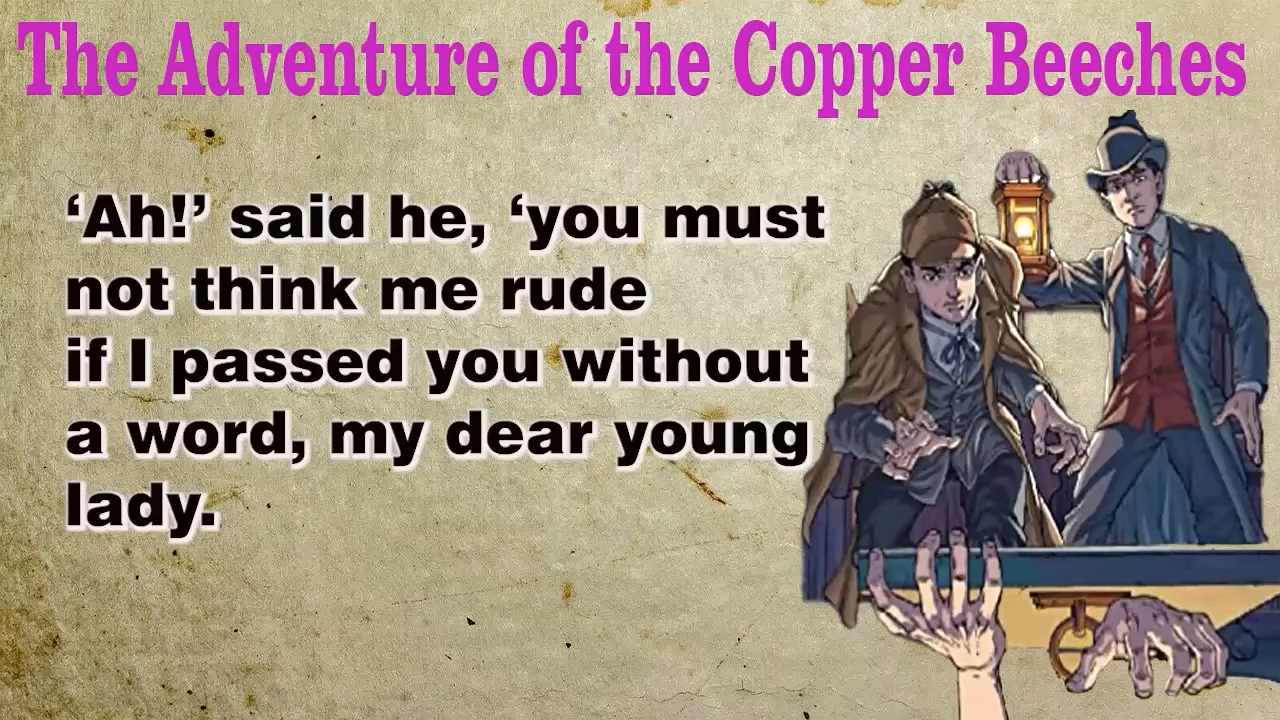 The Adventure of the Copper Beeches
‘Ah!’ said he, ‘you must
not think me rude
if I passed you without
a word, my dear young
lady.